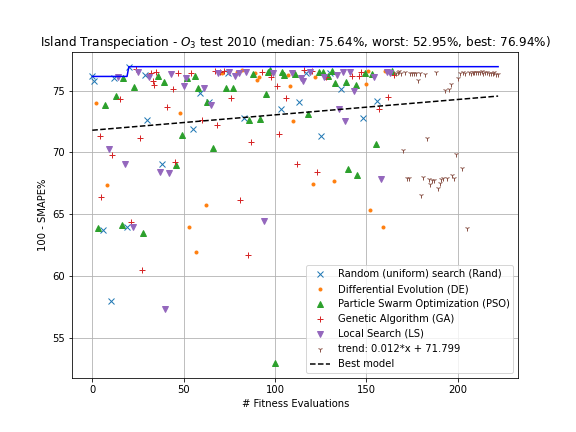 Island Transpeciation - O₃ test 2010 (median: 75.64%, worst: 52.95%, best: 76.94%)
100 - SMAPE%
75
70
65
60
55
0 50 100 150 200
# Fitness Evaluations
Random (uniform) search (Rand)
Differential Evolution (DE)
Particle Swarm Optimization (PSO)
Genetic Algorithm (GA)
Local Search (LS)
trend: 0.012*x + 71.799
Best model